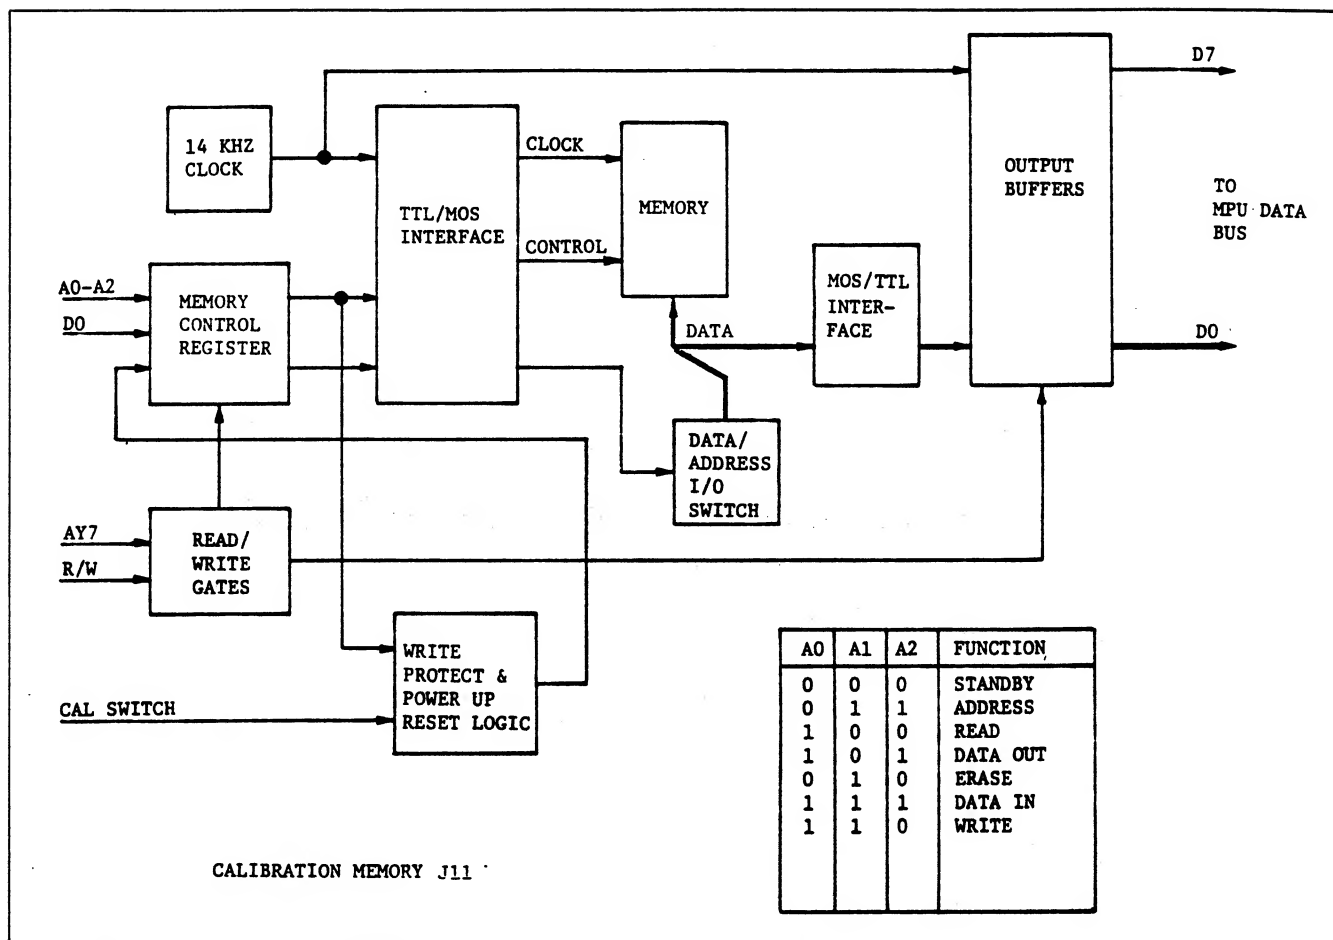 D7
14 KHZ
CLOCK
CLOCK
TTL/MOS
INTERFACE
MEMORY
OUTPUT
BUFFERS
TO
MPU DATA
BUS
CONTROL
A0-A2
D0
MEMORY
CONTROL
REGISTER
DATA
MOS/TTL
INTER-
FACE
D0
DATA/
ADDRESS
I/O
SWITCH
AY7
R/W
READ/
WRITE
GATES
WRITE
PROTECT &
POWER UP
RESET LOGIC
CAL SWITCH
A0 A1 A2 FUNCTION
0 0 0 STANDBY
0 1 1 ADDRESS
1 0 0 READ
1 0 1 DATA OUT
0 1 0 ERASE
1 1 1 DATA IN
1 1 0 WRITE
CALIBRATION MEMORY J11